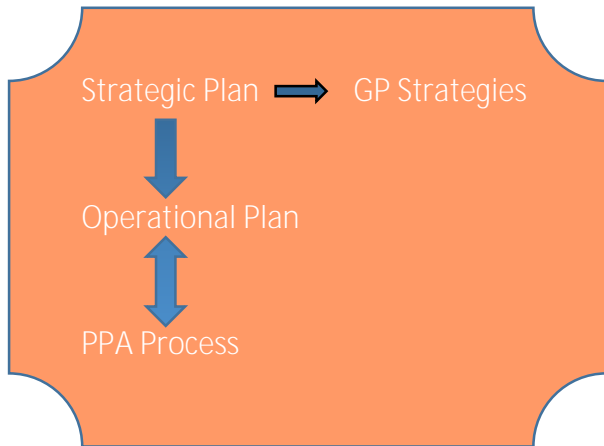 Strategic Plan GP Strategies
Operational Plan
PPA Process